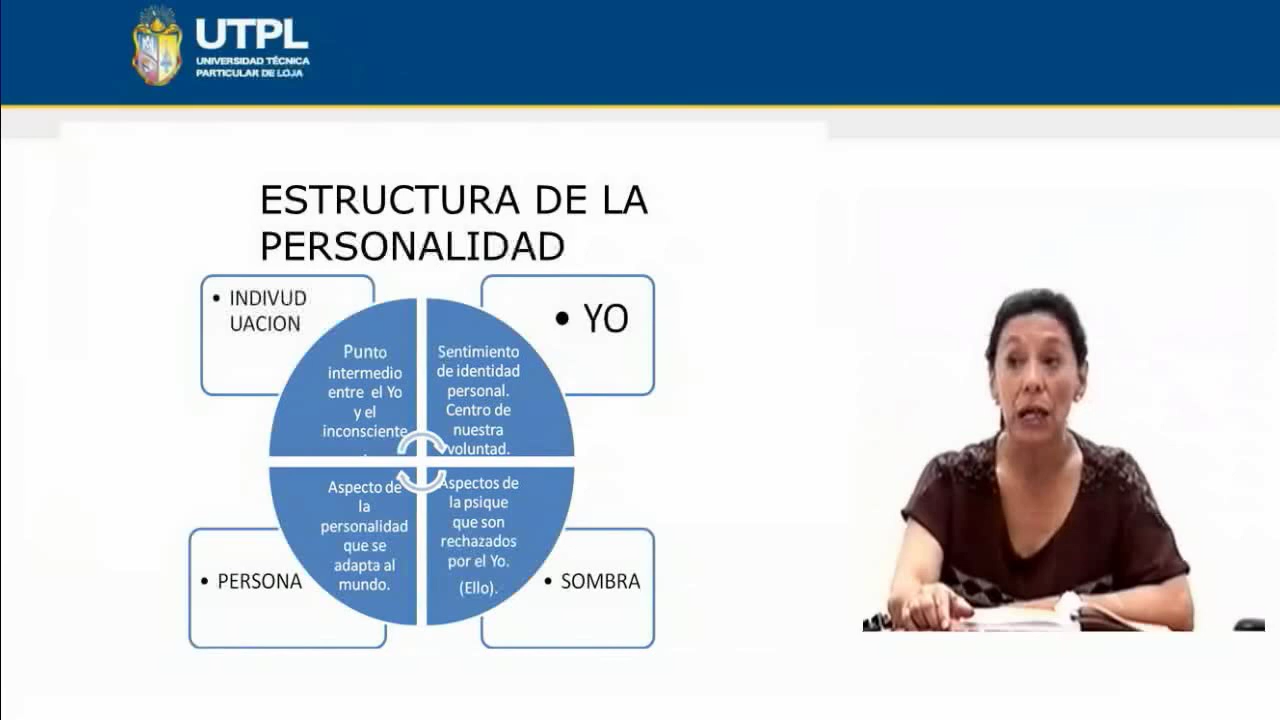 UTPL
UNIVERSIDAD TÉCNICA
PARTICULAR DE LOJA
ESTRUCTURA DE LA
PERSONALIDAD
• INDIVUD
UACION
Punto
intermedio
entre el Yo
y el
inconsciente
.
• YO
Sentimiento
de identidad
personal.
Centro de
nuestra
voluntad.
• PERSONA
Aspecto de
la
personalidad
que se
adapta al
mundo.
Aspectos de
la psique
que son
rechazados
por el Yo.
(Ello).
• SOMBRA